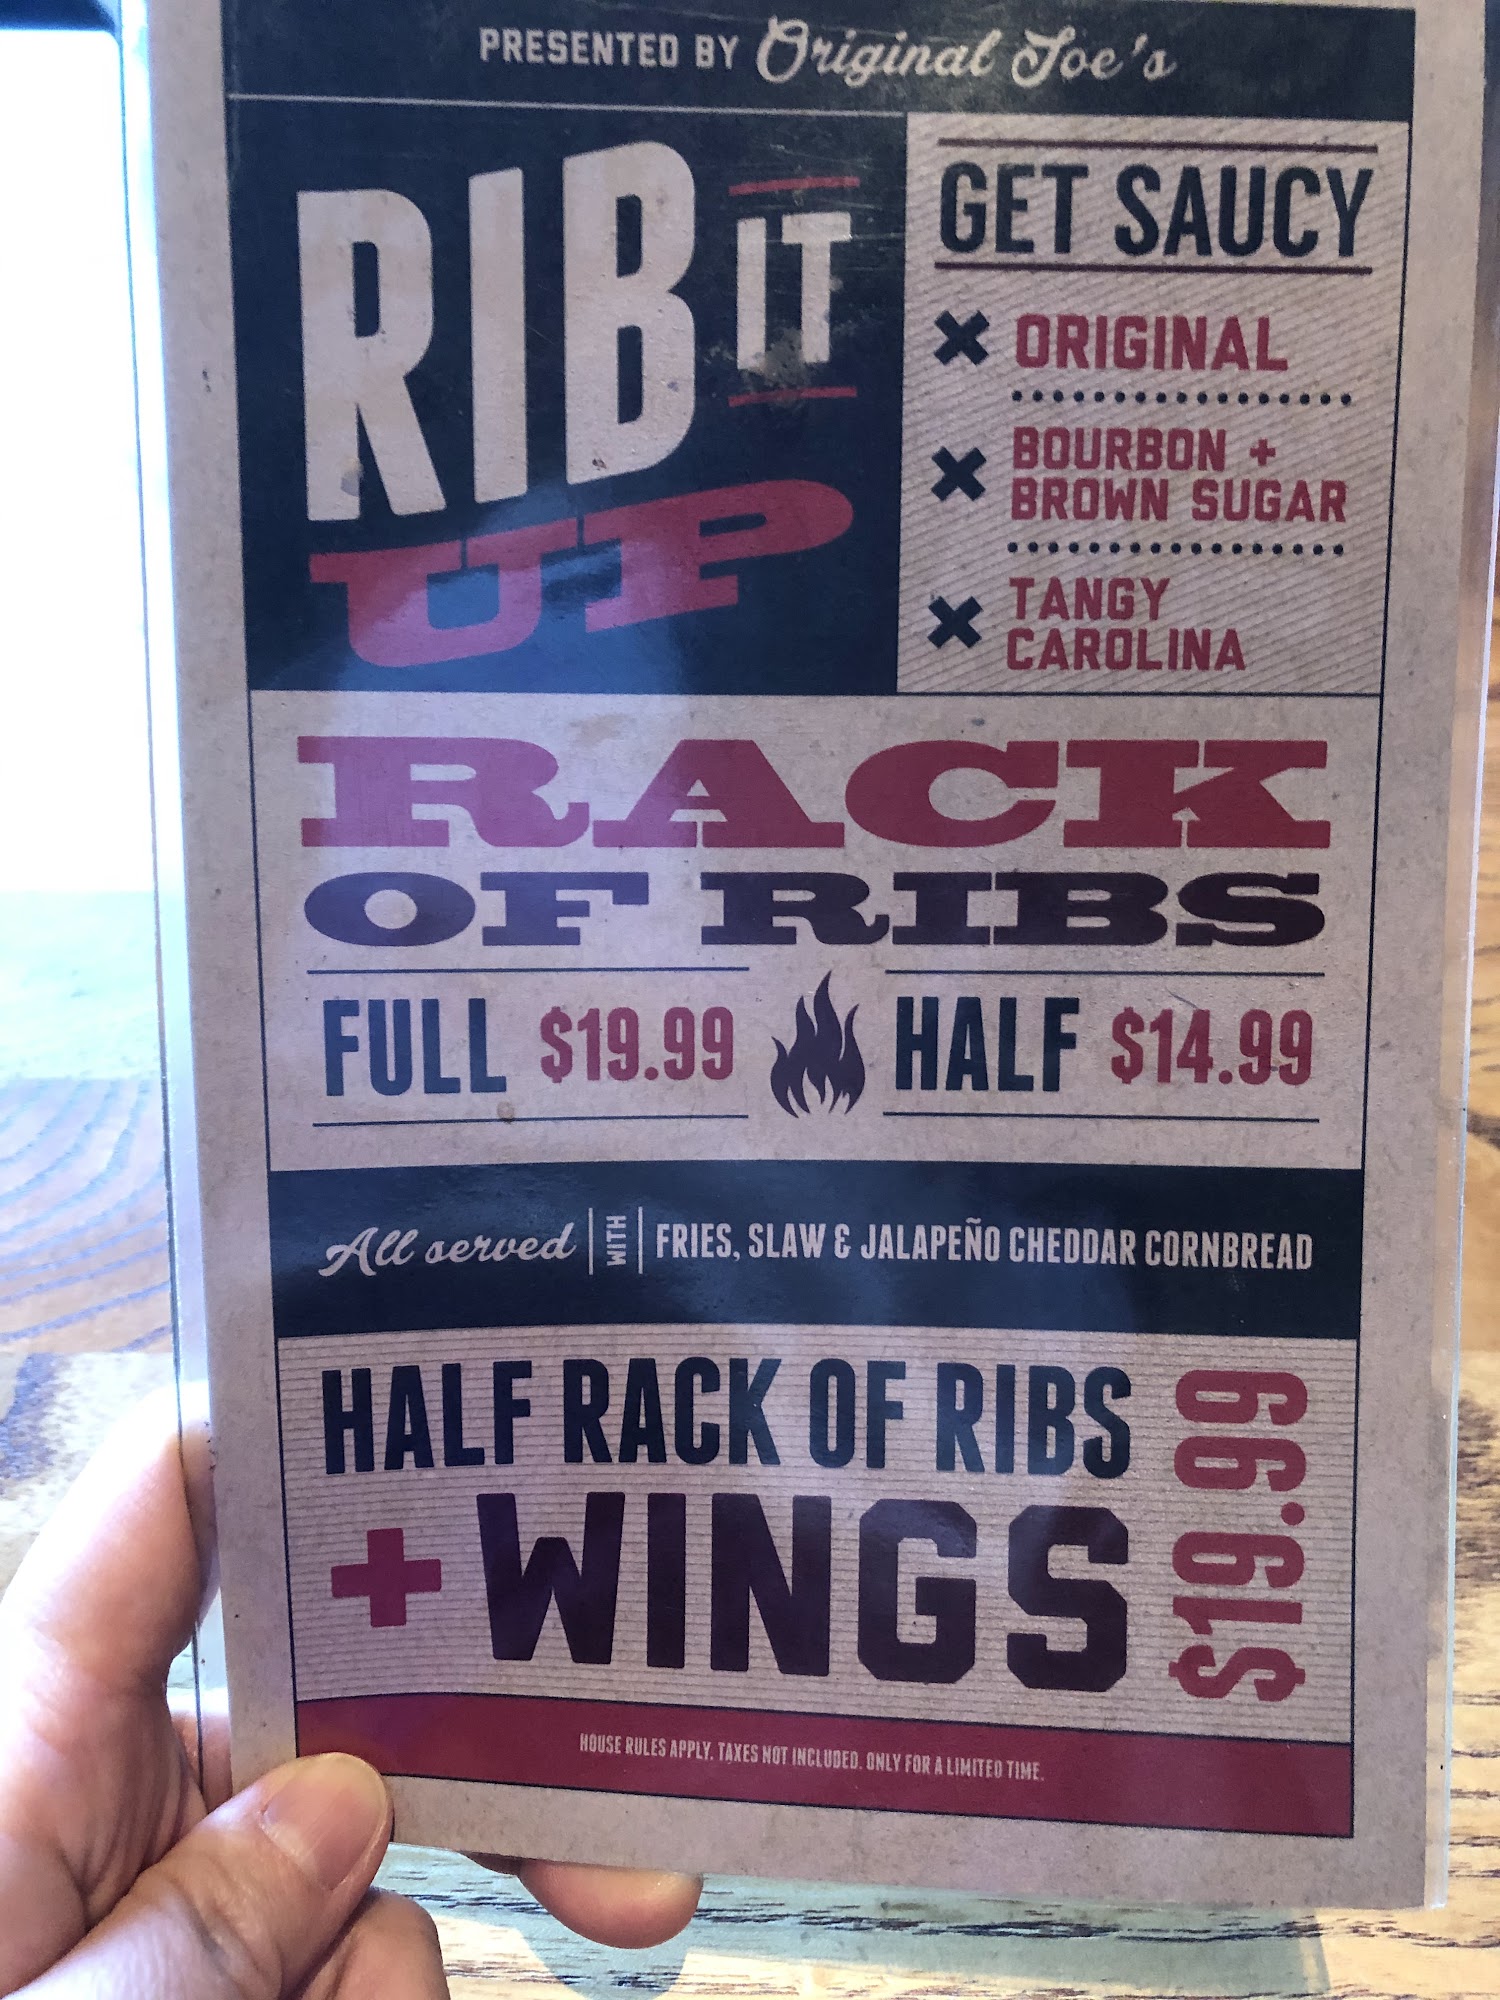 PRESENTED BY Original Joe's
RIB IT
UP
GET SAUCY
ORIGINAL
BOURBON +
BROWN SUGAR
TANGY
CAROLINA
RACK
OF RIBS
FULL $19.99
HALF $14.99
All served WITH FRIES, SLAW & JALAPEÑO CHEDDAR CORNBREAD
HALF RACK OF RIBS
+ WINGS
$19.99
HOUSE RULES APPLY. TAXES NOT INCLUDED. ONLY FOR A LIMITED TIME.